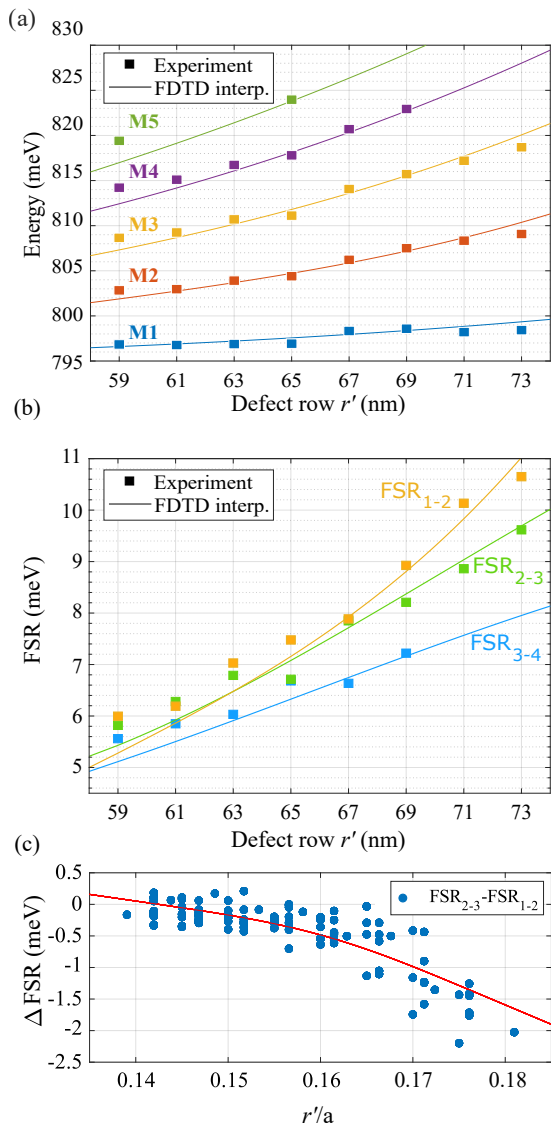 (a)
830
825
820
815
810
805
800
795
Energy (meV)
Experiment
FDTD interp.
M5
M4
M3
M2
M1
59 61 63 65 67 69 71 73
Defect row r′ (nm)
(b)
11
10
9
8
7
6
5
FSR (meV)
Experiment
FDTD interp.
FSR1-2
FSR2-3
FSR3-4
59 61 63 65 67 69 71 73
Defect row r′ (nm)
(c)
0.5
0
-0.5
-1
-1.5
-2
-2.5
Δ FSR (meV)
FSR2-3-FSR1-2
0.14 0.15 0.16 0.17 0.18
r′/a